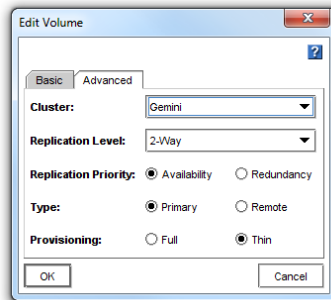 Edit Volume
?
Basic Advanced
Cluster: Gemini
Replication Level: 2-Way
Replication Priority: Availability Redundancy
Type: Primary Remote
Provisioning: Full Thin
OK Cancel